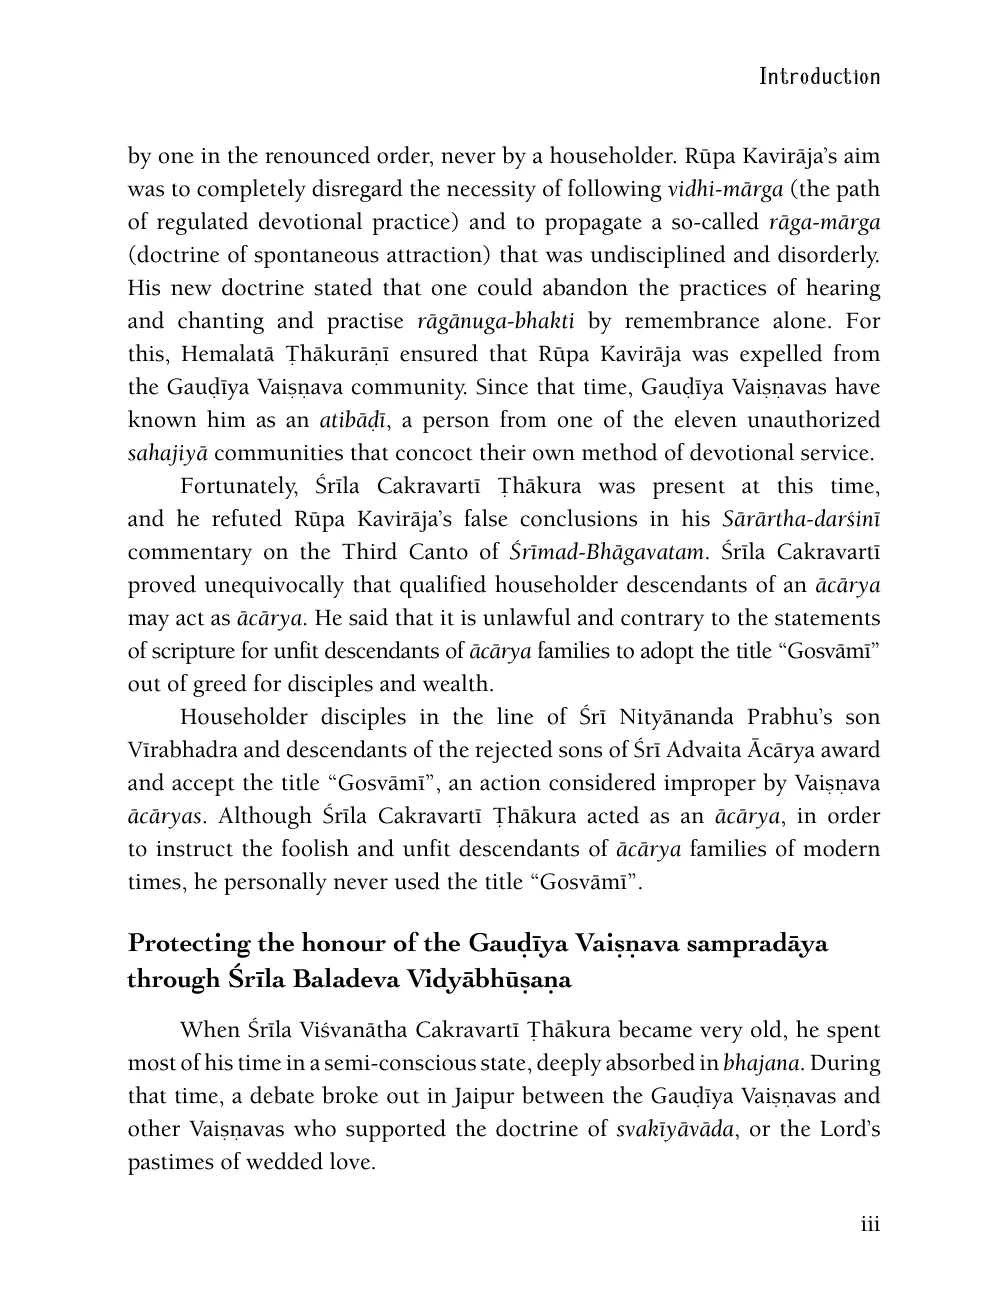 Introduction
by one in the renounced order, never by a householder. Rūpa Kavirāja’s aim
was to completely disregard the necessity of following vidhi-mārga (the path
of regulated devotional practice) and to propagate a so-called rāga-mārga
(doctrine of spontaneous attraction) that was undisciplined and disorderly.
His new doctrine stated that one could abandon the practices of hearing
and chanting and practise rāgānuga-bhakti by remembrance alone. For
this, Hemalatā Ṭhākurāṇī ensured that Rūpa Kavirāja was expelled from
the Gauḍīya Vaiṣṇava community. Since that time, Gauḍīya Vaiṣṇavas have
known him as an atibāḍī, a person from one of the eleven unauthorized
sahajiyā communities that concoct their own method of devotional service.
Fortunately, Śrīla Cakravartī Ṭhākura was present at this time,
and he refuted Rūpa Kavirāja’s false conclusions in his Sārārtha-darśinī
commentary on the Third Canto of Śrīmad-Bhāgavatam. Śrīla Cakravartī
proved unequivocally that qualified householder descendants of an ācārya
may act as ācārya. He said that it is unlawful and contrary to the statements
of scripture for unfit descendants of ācārya families to adopt the title “Gosvāmī”
out of greed for disciples and wealth.
Householder disciples in the line of Śrī Nityānanda Prabhu’s son
Vīrabhadra and descendants of the rejected sons of Śrī Advaita Ācārya award
and accept the title “Gosvāmī”, an action considered improper by Vaiṣṇava
ācāryas. Although Śrīla Cakravartī Ṭhākura acted as an ācārya, in order
to instruct the foolish and unfit descendants of ācārya families of modern
times, he personally never used the title “Gosvāmī”.
Protecting the honour of the Gauḍīya Vaiṣṇava sampradāya
through Śrīla Baladeva Vidyābhūṣaṇa
When Śrīla Viśvanātha Cakravartī Ṭhākura became very old, he spent
most of his time in a semi-conscious state, deeply absorbed in bhajana. During
that time, a debate broke out in Jaipur between the Gauḍīya Vaiṣṇavas and
other Vaiṣṇavas who supported the doctrine of svakīyāvāda, or the Lord’s
pastimes of wedded love.
iii